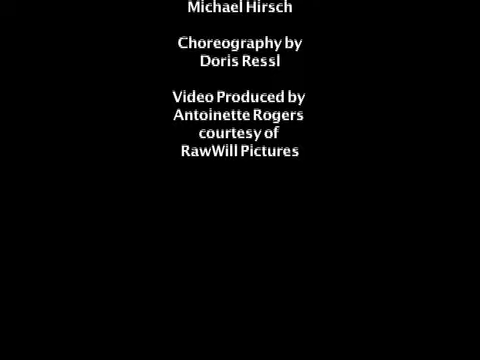 Michael Hirsch
Choreography by
Doris Ressl
Video Produced by
Antoinette Rogers
courtesy of
RawWill Pictures